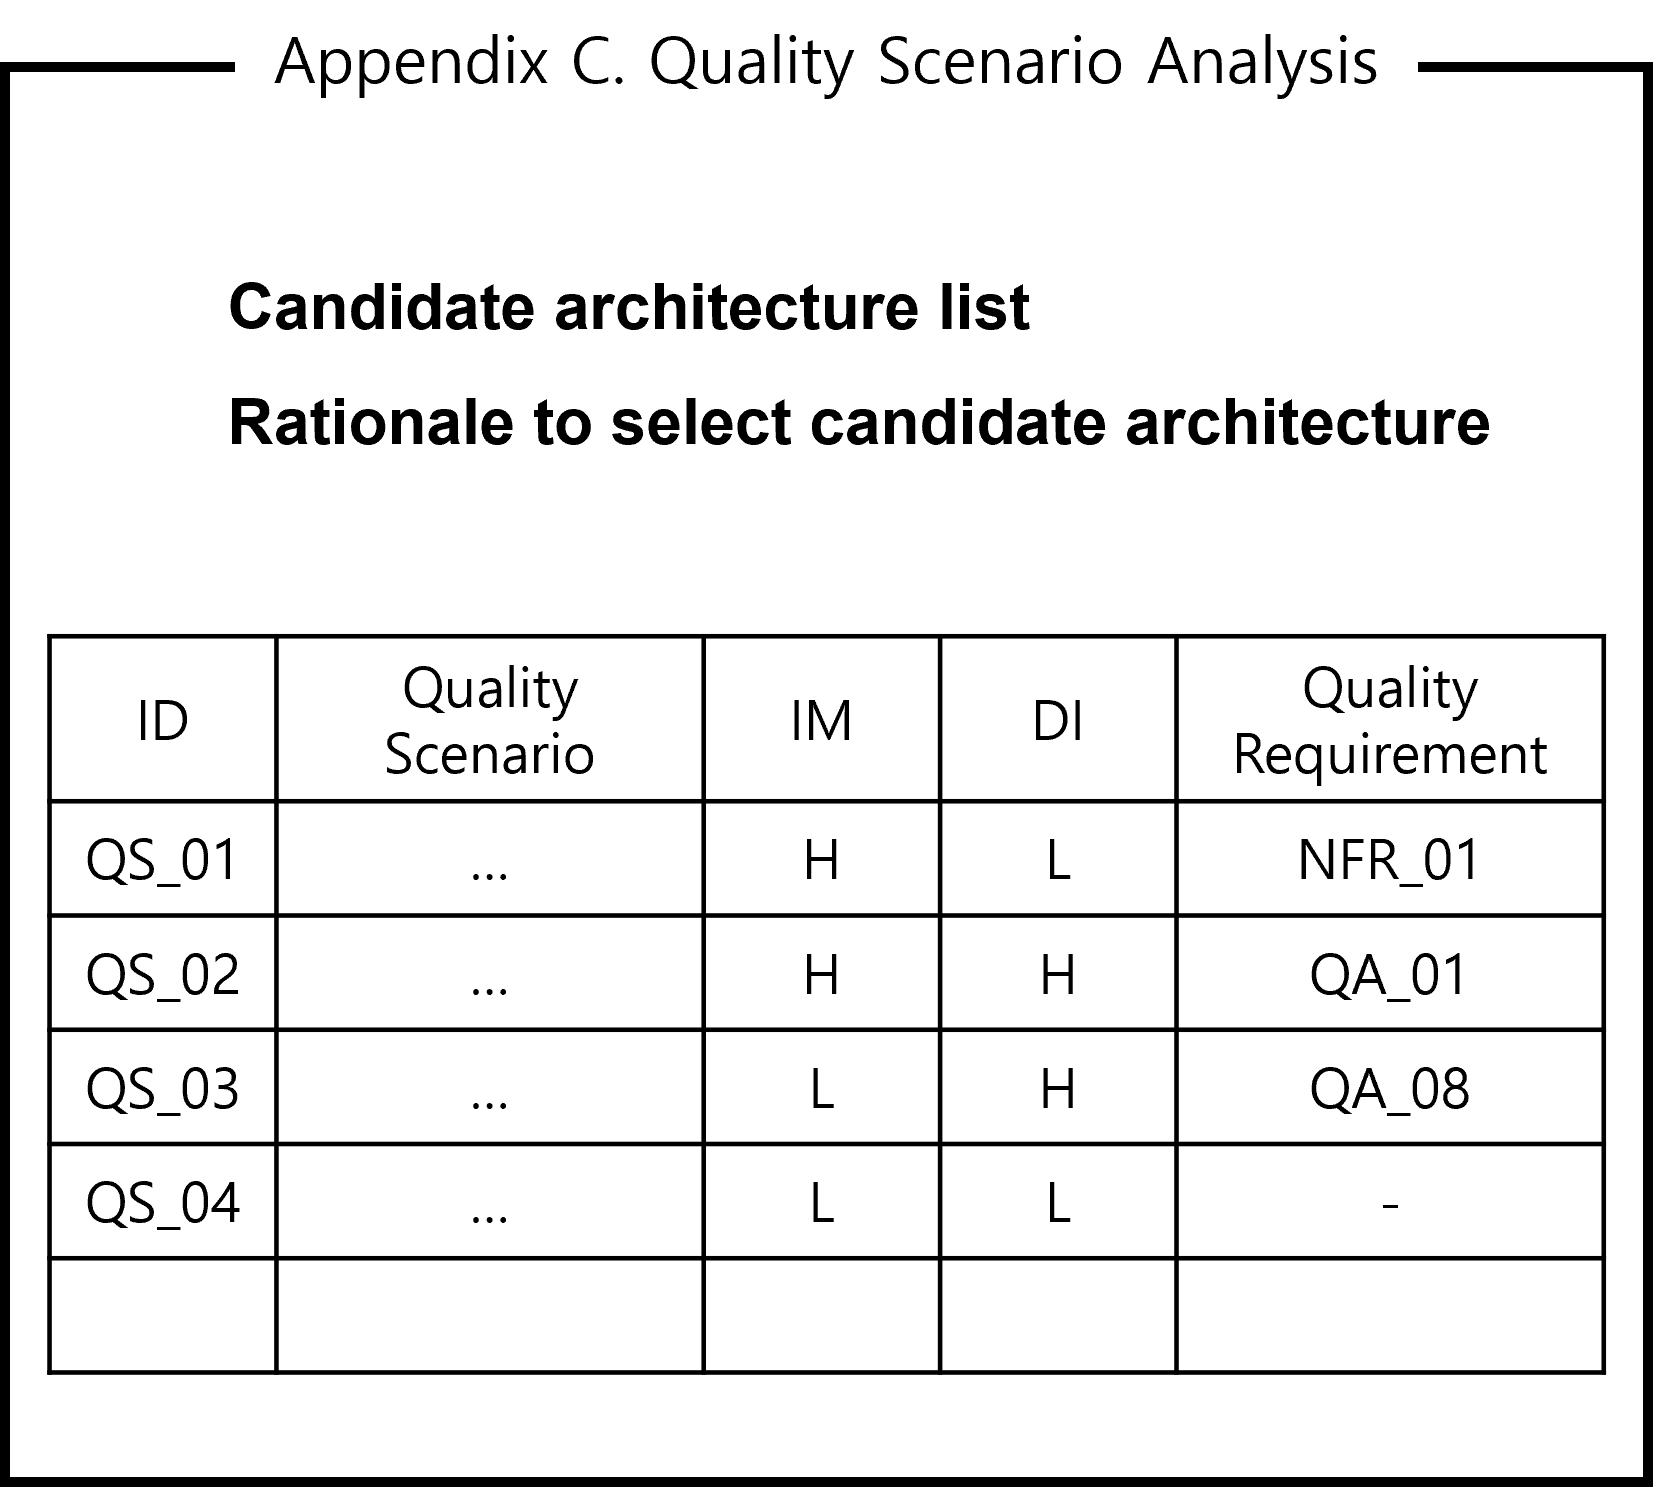 Appendix C. Quality Scenario Analysis
Candidate architecture list
Rationale to select candidate architecture
ID Quality Scenario IM DI Quality Requirement
QS_01 ... H L NFR_01
QS_02 ... H H QA_01
QS_03 ... L H QA_08
QS_04 ... L L -